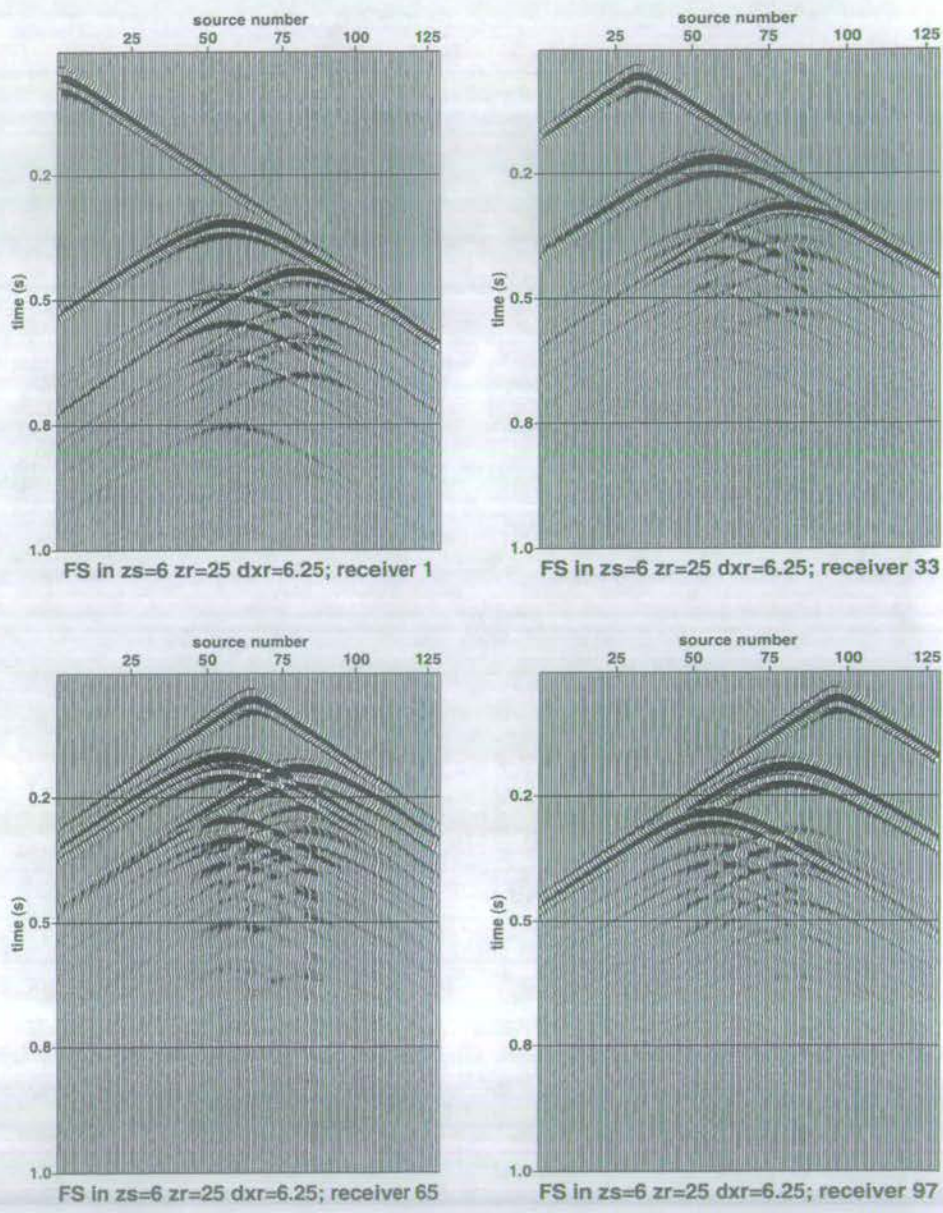 source number
25 50 75 100 125
0.2
0.5
0.8
1.0
time (s)
FS in zs=6 zr=25 dxr=6.25; receiver 1
source number
25 50 75 100 125
0.2
0.5
0.8
1.0
time (s)
FS in zs=6 zr=25 dxr=6.25; receiver 33
source number
25 50 75 100 125
0.2
0.5
0.8
1.0
time (s)
FS in zs=6 zr=25 dxr=6.25; receiver 65
source number
25 50 75 100 125
0.2
0.5
0.8
1.0
time (s)
FS in zs=6 zr=25 dxr=6.25; receiver 97